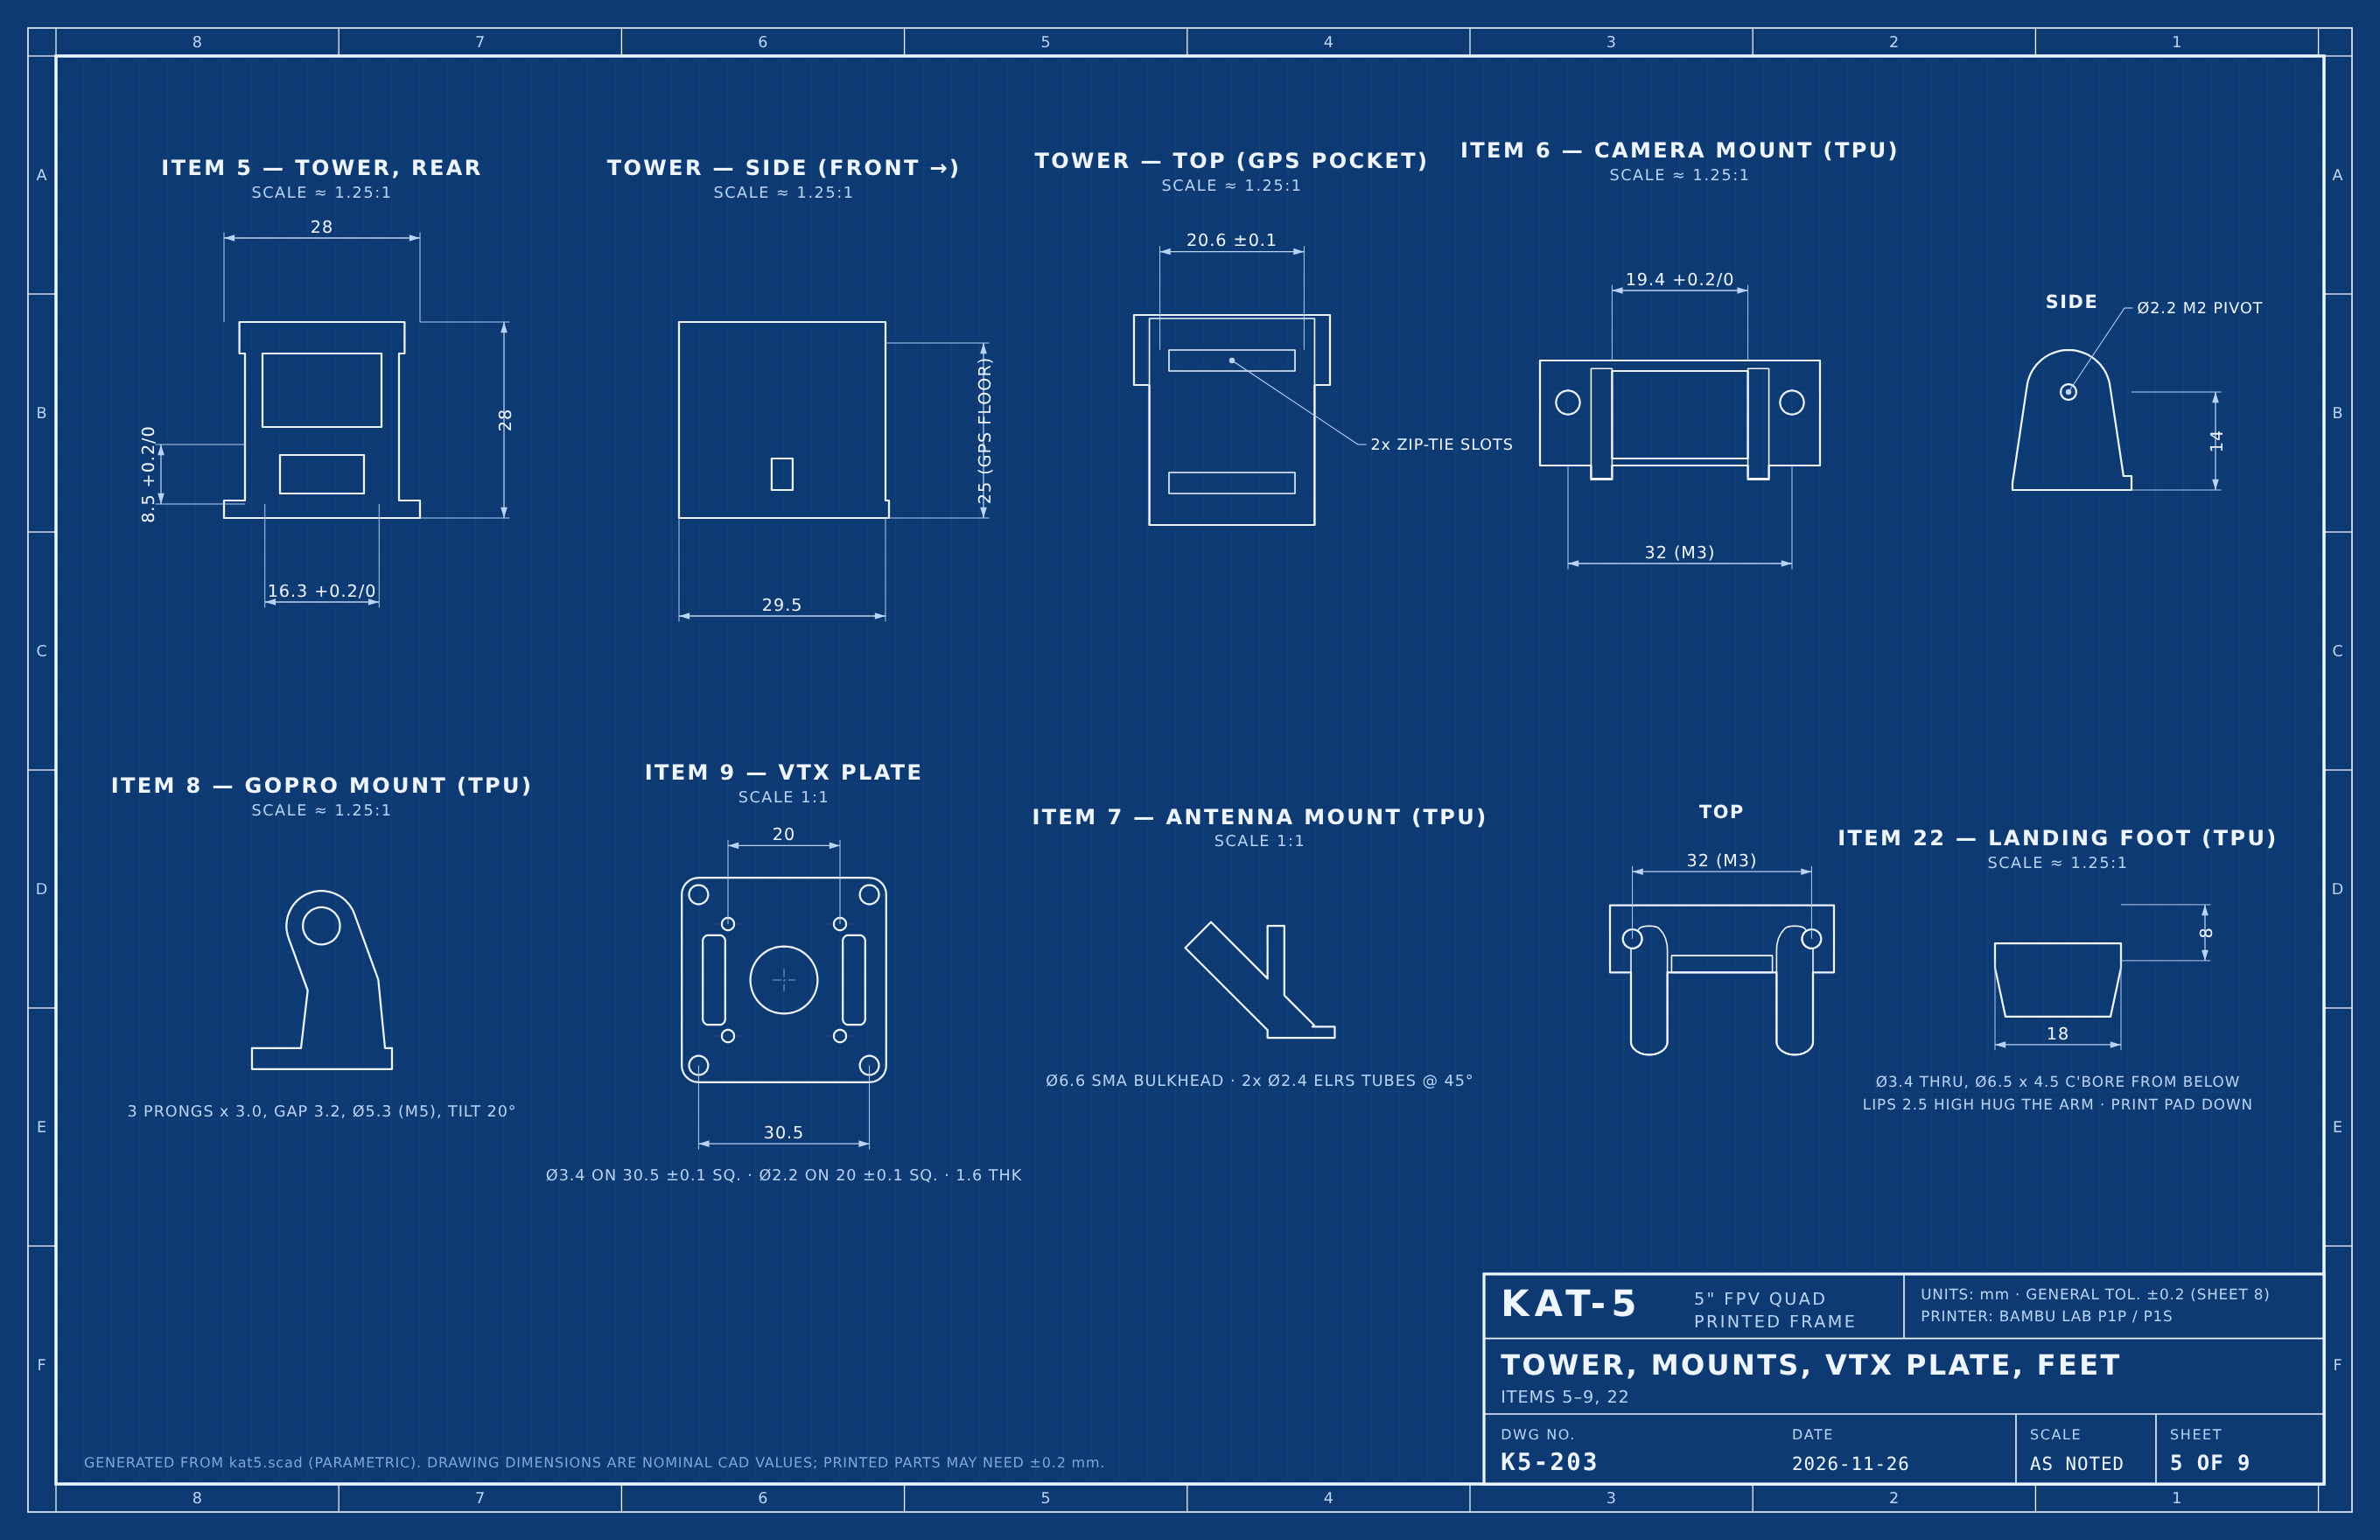 8 7 6 5 4 3 2 1
A A
B B
C C
D D
E E
F F
ITEM 5 — TOWER, REAR
SCALE ≈ 1.25:1
28
28
8.5 +0.2/0
16.3 +0.2/0
TOWER — SIDE (FRONT →)
SCALE ≈ 1.25:1
25 (GPS FLOOR)
29.5
TOWER — TOP (GPS POCKET)
SCALE ≈ 1.25:1
20.6 ±0.1
2x ZIP-TIE SLOTS
ITEM 6 — CAMERA MOUNT (TPU)
SCALE ≈ 1.25:1
19.4 +0.2/0
32 (M3)
SIDE
Ø2.2 M2 PIVOT
14
ITEM 8 — GOPRO MOUNT (TPU)
SCALE ≈ 1.25:1
3 PRONGS x 3.0, GAP 3.2, Ø5.3 (M5), TILT 20°
ITEM 9 — VTX PLATE
SCALE 1:1
20
30.5
Ø3.4 ON 30.5 ±0.1 SQ. · Ø2.2 ON 20 ±0.1 SQ. · 1.6 THK
ITEM 7 — ANTENNA MOUNT (TPU)
SCALE 1:1
Ø6.6 SMA BULKHEAD · 2x Ø2.4 ELRS TUBES @ 45°
TOP
32 (M3)
ITEM 22 — LANDING FOOT (TPU)
SCALE ≈ 1.25:1
8
18
Ø3.4 THRU, Ø6.5 x 4.5 C'BORE FROM BELOW
LIPS 2.5 HIGH HUG THE ARM · PRINT PAD DOWN
KAT-5
5" FPV QUAD
PRINTED FRAME
UNITS: mm · GENERAL TOL. ±0.2 (SHEET 8)
PRINTER: BAMBU LAB P1P / P1S
TOWER, MOUNTS, VTX PLATE, FEET
ITEMS 5–9, 22
DWG NO.
K5-203
DATE
2026-11-26
SCALE
AS NOTED
SHEET
5 OF 9
GENERATED FROM kat5.scad (PARAMETRIC). DRAWING DIMENSIONS ARE NOMINAL CAD VALUES; PRINTED PARTS MAY NEED ±0.2 mm.
8 7 6 5 4 3 2 1